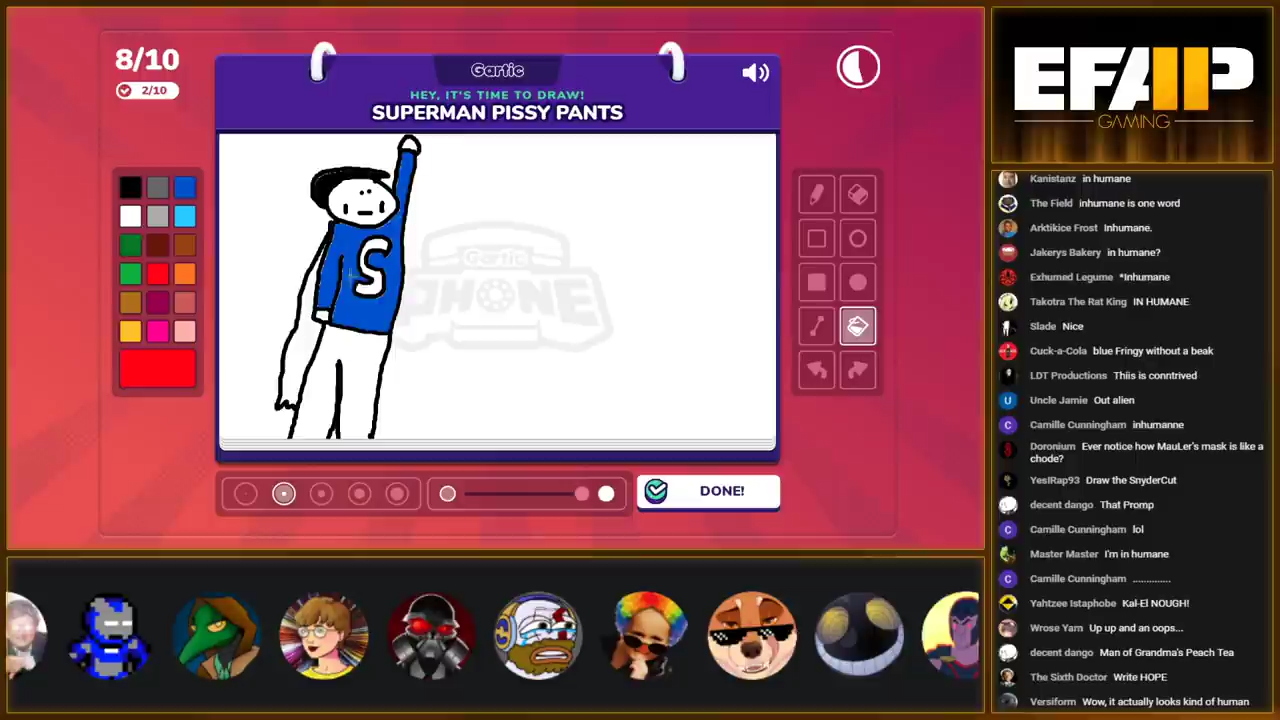 8/10
2/10
Gartic
HEY, IT'S TIME TO DRAW!
SUPERMAN PISSY PANTS
S
Gartic
PHONE
DONE!
EFAP
GAMING
Kanistanz in humane
The Field inhumane is one word
Arktikice Frost Inhumane.
Jakerys Bakery in humane?
Exhumed Legume *Inhumane
Takotra The Rat King IN HUMANE
Slade Nice
Cuck-a-Cola blue Fringy without a beak
LDT Productions Thiis is conntrived
U Uncle Jamie Out alien
C Camille Cunningham inhumanne
Doronium Ever notice how MauLer's mask is like a
chode?
YesIRap93 Draw the SnyderCut
decent dango That Promp
C Camille Cunningham lol
Master Master I'm in humane
C Camille Cunningham ..............
Yahtzee Istaphobe Kal-El NOUGH!
Wrose Yam Up up and an oops...
decent dango Man of Grandma's Peach Tea
The Sixth Doctor Write HOPE
Versiform Wow, it actually looks kind of human